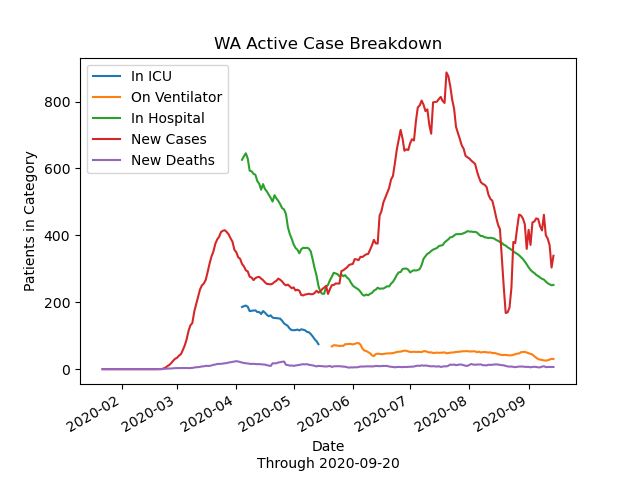 WA Active Case Breakdown
In ICU
On Ventilator
In Hospital
New Cases
New Deaths
Patients in Category
800
600
400
200
0
2020-02
2020-03
2020-04
2020-05
2020-06
2020-07
2020-08
2020-09
Date
Through 2020-09-20